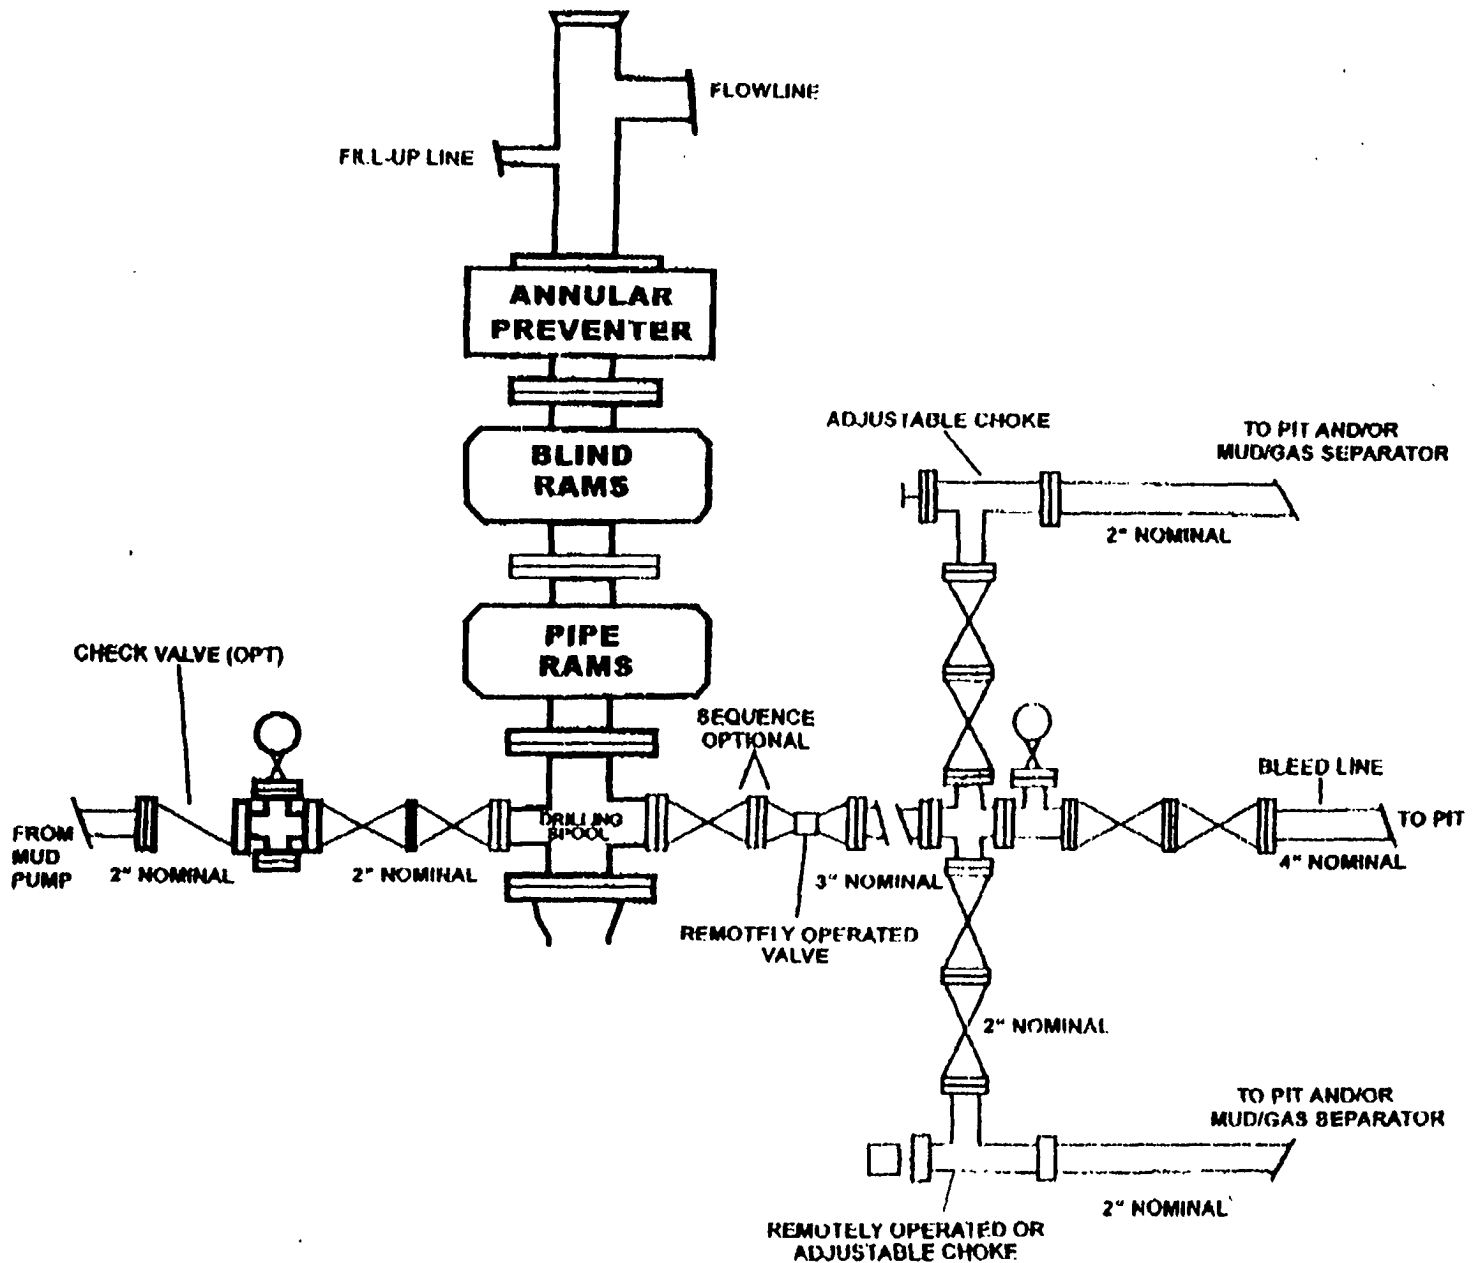 FLOWLINE
FILL-UP LINE
ANNULAR
PREVENTER
BLIND
RAMS
ADJUSTABLE CHOKE
TO PIT AND/OR
MUD/GAS SEPARATOR
2" NOMINAL
PIPE
RAMS
CHECK VALVE (OPT)
SEQUENCE
OPTIONAL
BLEED LINE
DRILLING
SPOOL
TO PIT
FROM
MUD
PUMP
2" NOMINAL
2" NOMINAL
3" NOMINAL
4" NOMINAL
REMOTELY OPERATED
VALVE
2" NOMINAL
TO PIT AND/OR
MUD/GAS SEPARATOR
2" NOMINAL
REMOTELY OPERATED OR
ADJUSTABLE CHOKE